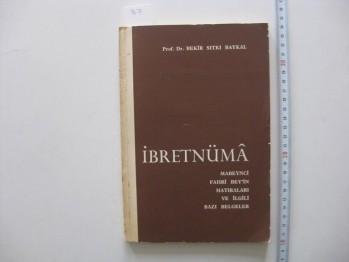 Prof. Dr. BEKİR SITKI BAYKAL
İBRETNÜMÂ
MABEYNCİ
FAHRİ BEY'İN
HATIRALARI
VE İLGİLİ
BAZI BELGELER